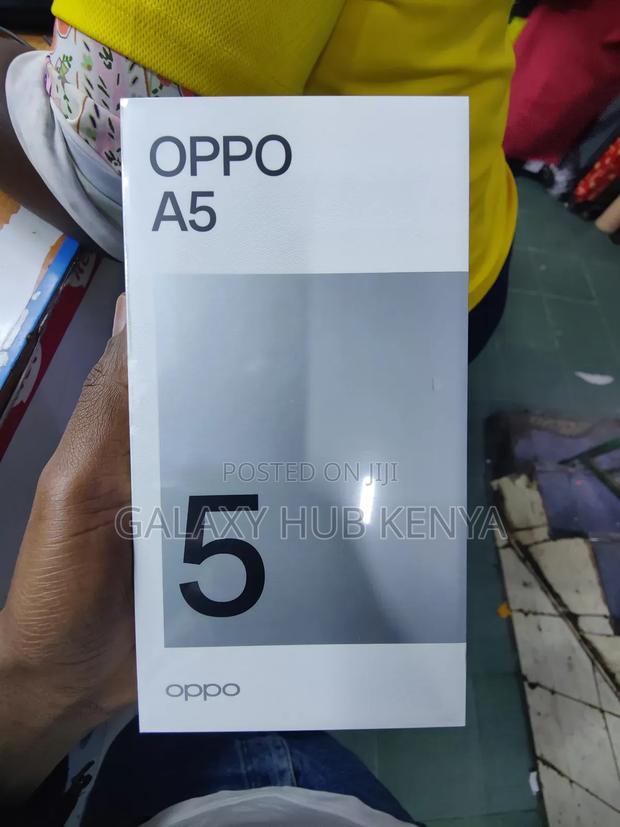 OPPO
A5
POSTED ON JIJI
GALAXY HUB KENYA
5
oppo